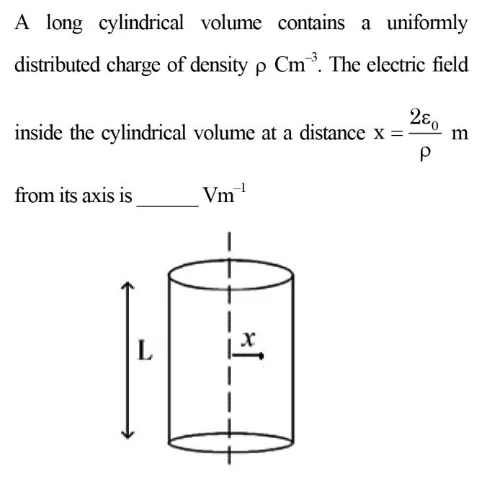 A long cylindrical volume contains a uniformly
distributed charge of density ρ Cm⁻³. The electric field
inside the cylindrical volume at a distance x = 2ε₀/ρ m
from its axis is ______ Vm⁻¹
L
x